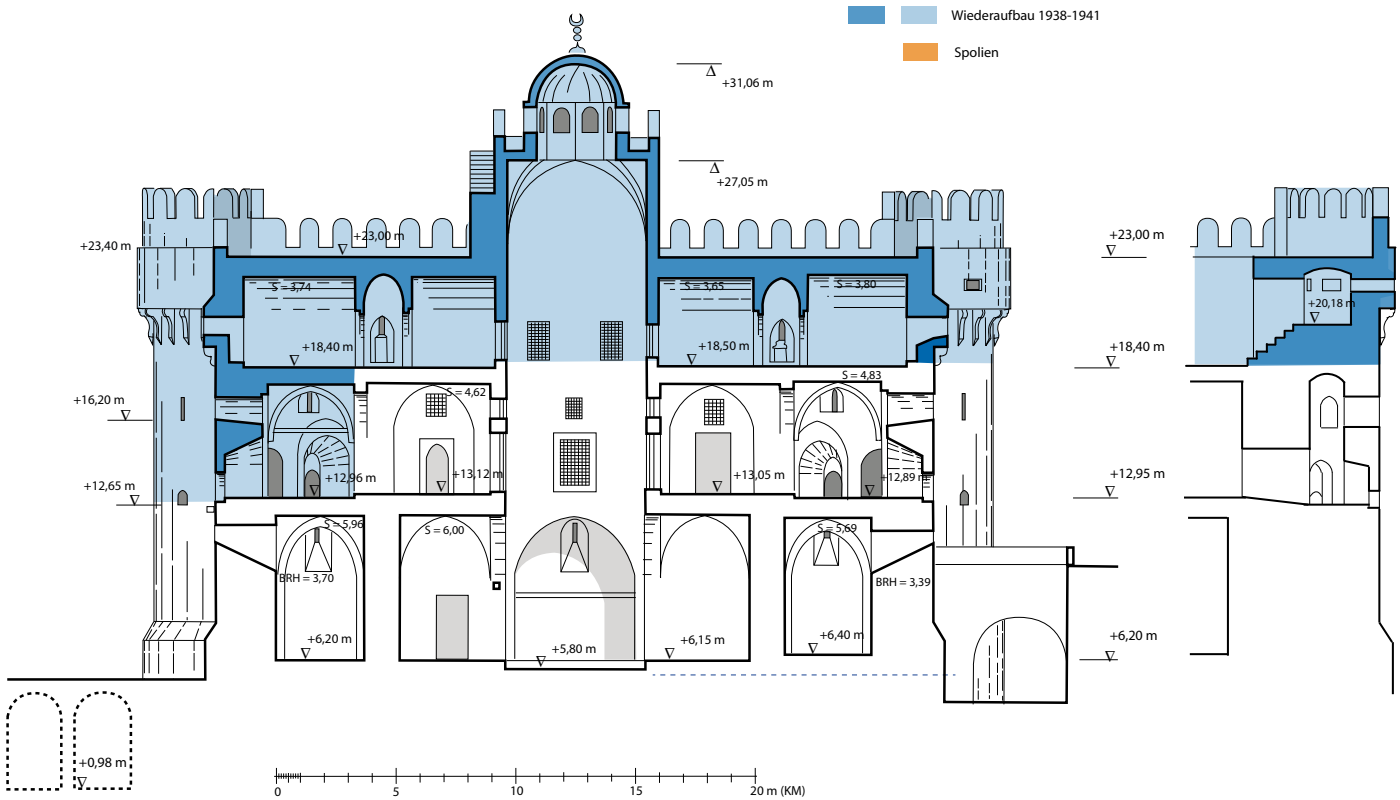 Wiederaufbau 1938-1941
Spolien
+31,06 m
+27,05 m
+23,40 m
+23,00 m
+23,00 m
S = 3,74
S = 3,65
S = 3,80
+20,18 m
+18,40 m
+18,50 m
+18,40 m
S = 4,83
S = 4,62
+16,20 m
+12,65 m
+12,96 m
+13,12 m
+13,05 m
+12,89 m
+12,95 m
S = 5,96
S = 6,00
S = 5,69
BRH = 3,70
BRH = 3,39
+6,20 m
+5,80 m
+6,15 m
+6,40 m
+6,20 m
+0,98 m
0 5 10 15 20 m (KM)